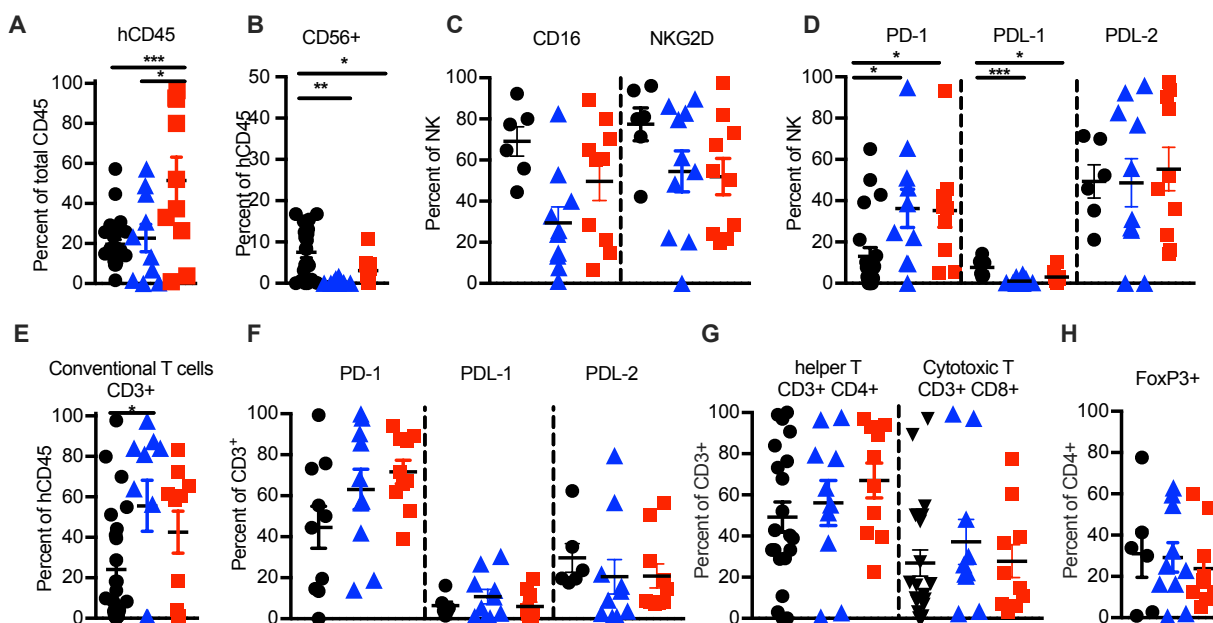 A
hCD45
***
*
Percent of total CD45
100
80
60
40
20
0
B
CD56+
*
**
Percent of hCD45
50
40
30
20
10
0
C
CD16
NKG2D
Percent of NK
100
80
60
40
20
0
D
PD-1
PDL-1
PDL-2
*
*
*
***
Percent of NK
100
80
60
40
20
0
E
Conventional T cells
CD3+
*
Percent of hCD45
100
80
60
40
20
0
F
PD-1
PDL-1
PDL-2
Percent of CD3+
100
80
60
40
20
0
G
helper T
CD3+ CD4+
Cytotoxic T
CD3+ CD8+
Percent of CD3+
100
80
60
40
20
0
H
FoxP3+
Percent of CD4+
100
80
60
40
20
0